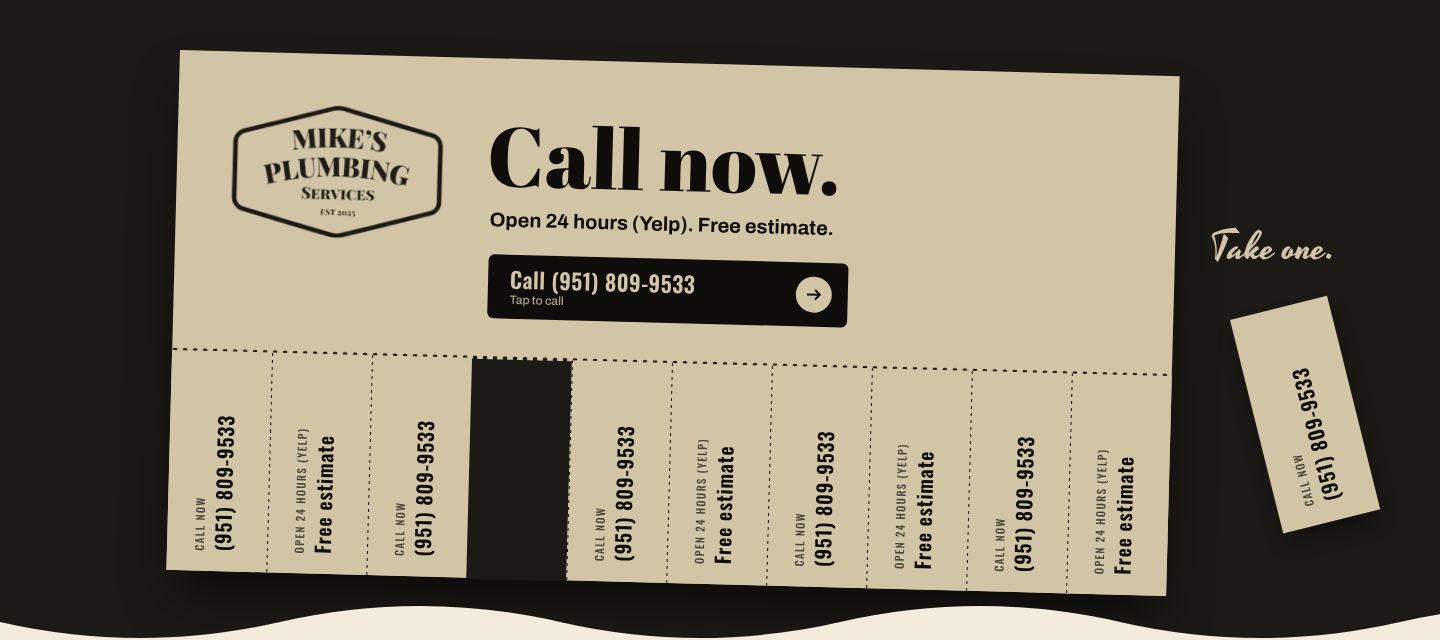 MIKE'S
PLUMBING
SERVICES
EST 2025
Call now.
Open 24 hours (Yelp). Free estimate.
Call (951) 809-9533
Tap to call
Take one.
CALL NOW
(951) 809-9533
OPEN 24 HOURS (YELP)
Free estimate
CALL NOW
(951) 809-9533
CALL NOW
(951) 809-9533
OPEN 24 HOURS (YELP)
Free estimate
CALL NOW
(951) 809-9533
OPEN 24 HOURS (YELP)
Free estimate
CALL NOW
(951) 809-9533
OPEN 24 HOURS (YELP)
Free estimate
CALL NOW
(951) 809-9533